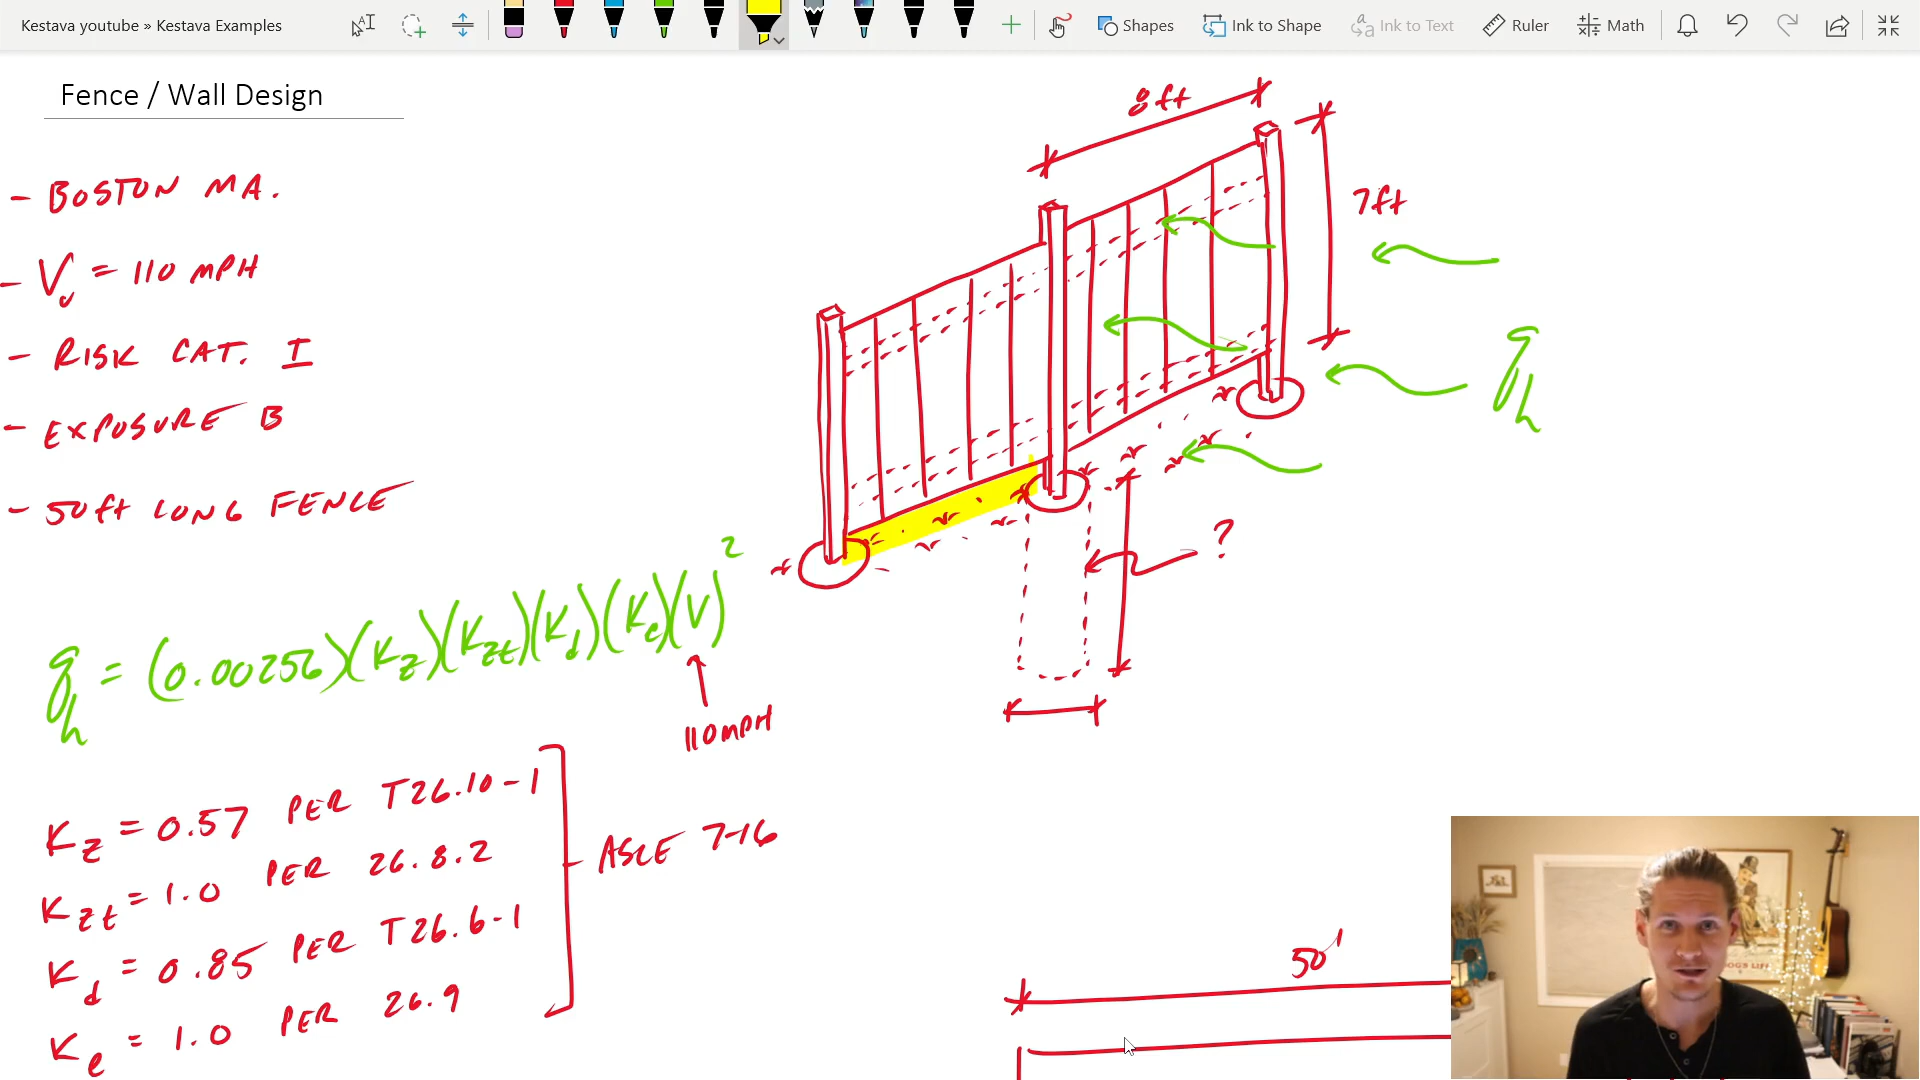 Kestava youtube » Kestava Examples
Shapes
Ink to Shape
Ink to Text
Ruler
Math
Fence / Wall Design
- BOSTON MA.
- Vu = 110 MPH
- RISK CAT. I
- EXPOSURE B
- 50ft LONG FENCE
8ft
7ft
qh
?
qh = (0.00256)(Kz)(Kzt)(Kd)(Ke)(V)²
110MPH
Kz = 0.57 PER T26.10-1
Kzt = 1.0 PER 26.8.2
Kd = 0.85 PER T26.6-1
Ke = 1.0 PER 26.9
ASCE 7-16
50'